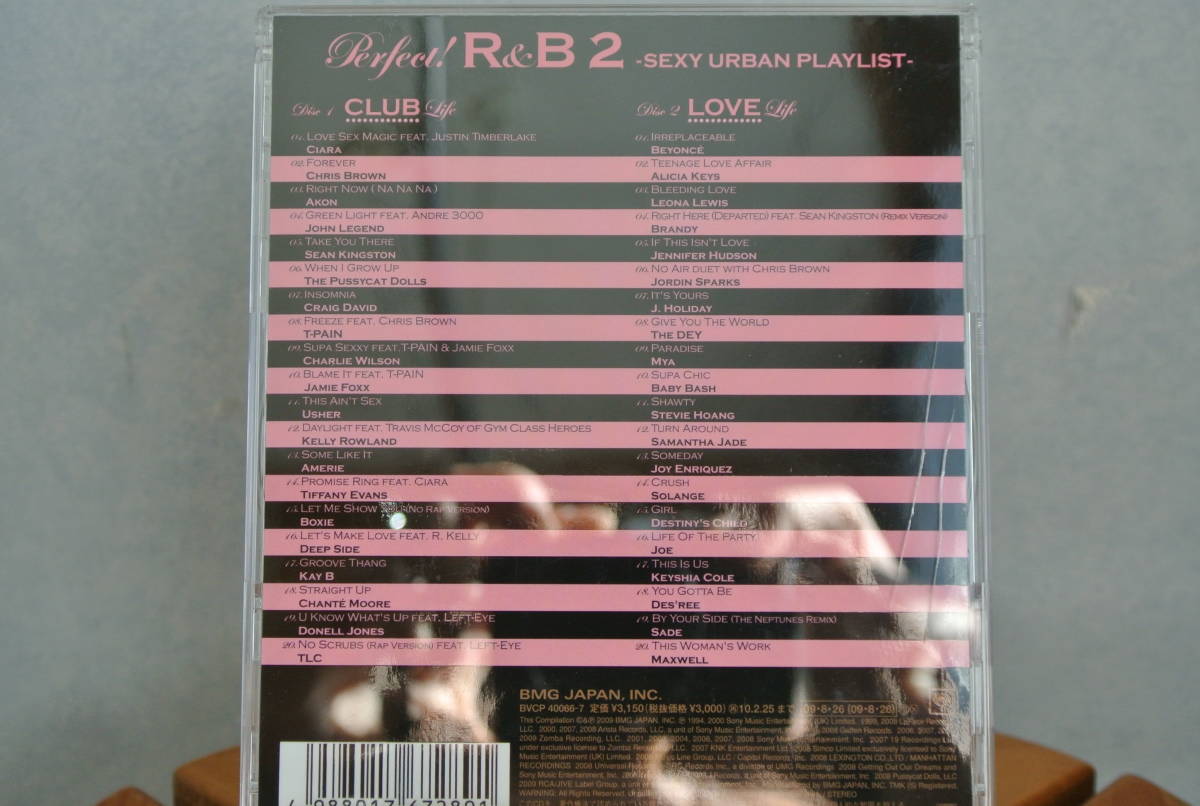 Perfect! R&B 2 -SEXY URBAN PLAYLIST-
Disc 1 CLUB Life
01. LOVE SEX MAGIC FEAT. JUSTIN TIMBERLAKE
CIARA
02. FOREVER
CHRIS BROWN
03. RIGHT NOW ( NA NA NA )
AKON
04. GREEN LIGHT FEAT. ANDRE 3000
JOHN LEGEND
05. TAKE YOU THERE
SEAN KINGSTON
06. WHEN I GROW UP
THE PUSSYCAT DOLLS
07. INSOMNIA
CRAIG DAVID
08. FREEZE FEAT. CHRIS BROWN
T-PAIN
09. SUPA SEXXY FEAT.T-PAIN & JAMIE FOXX
CHARLIE WILSON
10. BLAME IT FEAT. T-PAIN
JAMIE FOXX
11. THIS AIN'T SEX
USHER
12. DAYLIGHT FEAT. TRAVIS MCCOY OF GYM CLASS HEROES
KELLY ROWLAND
13. SOME LIKE IT
AMERIE
14. PROMISE RING FEAT. CIARA
TIFFANY EVANS
15. LET ME SHOW (NO RAP VERSION)
BOXIE
16. LET'S MAKE LOVE FEAT. R. KELLY
DEEP SIDE
17. GROOVE THANG
KAY B
18. STRAIGHT UP
CHANTÉ MOORE
19. U KNOW WHAT'S UP FEAT. LEFT-EYE
DONELL JONES
20. NO SCRUBS (RAP VERSION) FEAT. LEFT-EYE
TLC
Disc 2 LOVE Life
01. IRREPLACEABLE
BEYONCÉ
02. TEENAGE LOVE AFFAIR
ALICIA KEYS
03. BLEEDING LOVE
LEONA LEWIS
04. RIGHT HERE (DEPARTED) FEAT. SEAN KINGSTON (REMIX VERSION)
BRANDY
05. IF THIS ISN'T LOVE
JENNIFER HUDSON
06. NO AIR DUET WITH CHRIS BROWN
JORDIN SPARKS
07. IT'S YOURS
J. HOLIDAY
08. GIVE YOU THE WORLD
THE DEY
09. PARADISE
MYA
10. SUPA CHIC
BABY BASH
11. SHAWTY
STEVIE HOANG
12. TURN AROUND
SAMANTHA JADE
13. SOMEDAY
JOY ENRIQUEZ
14. CRUSH
SOLANGE
15. GIRL
DESTINY'S CHILD
16. LIFE OF THE PARTY
JOE
17. THIS IS US
KEYSHIA COLE
18. YOU GOTTA BE
DES'REE
19. BY YOUR SIDE (THE NEPTUNES REMIX)
SADE
20. THIS WOMAN'S WORK
MAXWELL
BMG JAPAN, INC.
BVCP 40066-7 定価 ¥3,150(税抜価格 ¥3,000) 10.2.25 まで 09·8·26 (09·8·26)